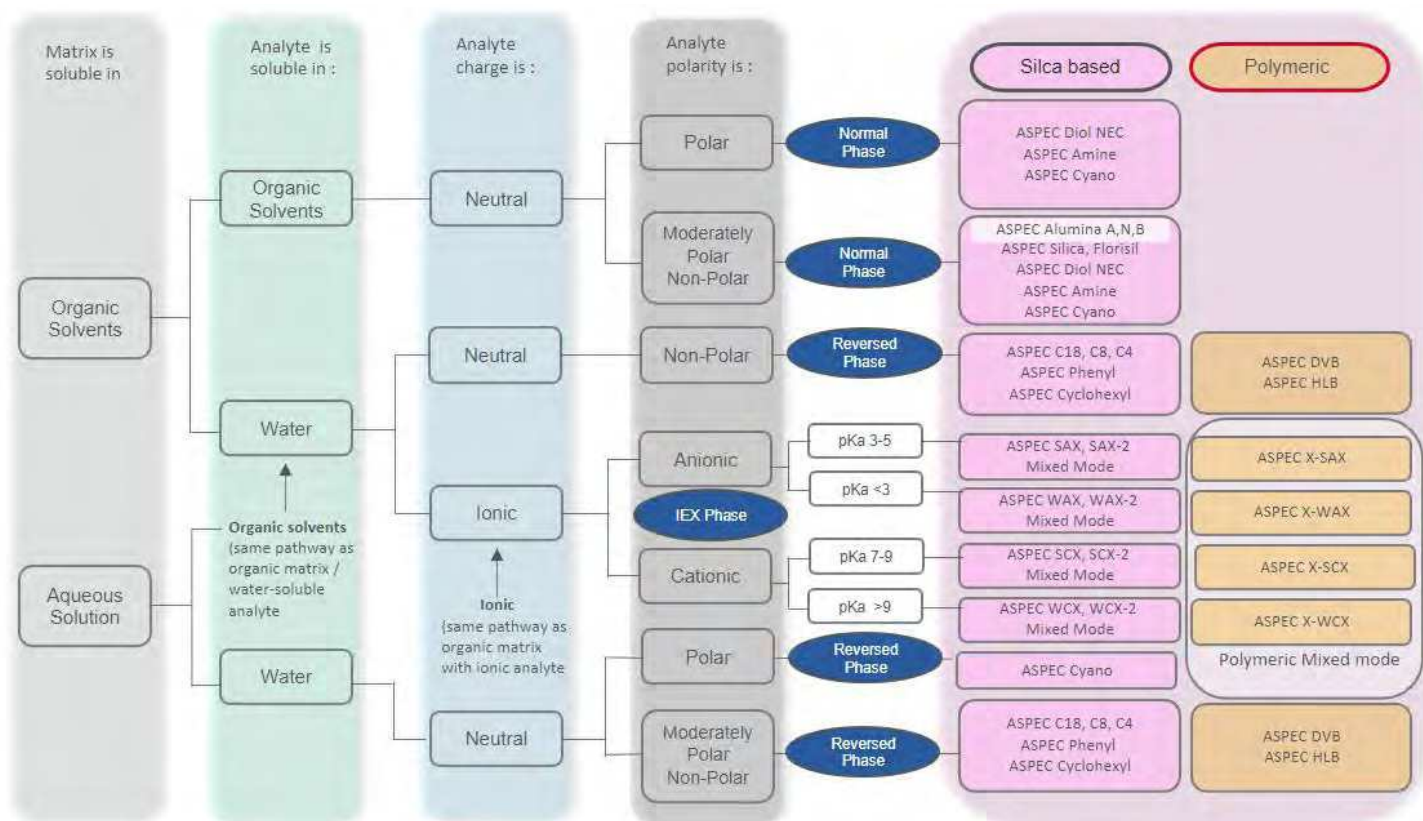 Matrix is
soluble in
Analyte is
soluble in :
Analyte
charge is :
Analyte
polarity is :
Silca based
Polymeric
Organic
Solvents
Aqueous
Solution
Organic
Solvents
Water
Organic solvents
(same pathway as
organic matrix /
water-soluble
analyte
Water
Neutral
Neutral
Ionic
Ionic
(same pathway as
organic matrix
with ionic analyte
Neutral
Polar
Normal
Phase
ASPEC Diol NEC
ASPEC Amine
ASPEC Cyano
Moderately
Polar
Non-Polar
Normal
Phase
ASPEC Alumina A,N,B
ASPEC Silica, Florisil
ASPEC Diol NEC
ASPEC Amine
ASPEC Cyano
Non-Polar
Reversed
Phase
ASPEC C18, C8, C4
ASPEC Phenyl
ASPEC Cyclohexyl
ASPEC DVB
ASPEC HLB
Anionic
IEX Phase
Cationic
pKa 3-5
ASPEC SAX, SAX-2
Mixed Mode
ASPEC X-SAX
pKa <3
ASPEC WAX, WAX-2
Mixed Mode
ASPEC X-WAX
pKa 7-9
ASPEC SCX, SCX-2
Mixed Mode
ASPEC X-SCX
pKa >9
ASPEC WCX, WCX-2
Mixed Mode
ASPEC X-WCX
Polymeric Mixed mode
Polar
Reversed
Phase
ASPEC Cyano
Moderately
Polar
Non-Polar
Reversed
Phase
ASPEC C18, C8, C4
ASPEC Phenyl
ASPEC Cyclohexyl
ASPEC DVB
ASPEC HLB